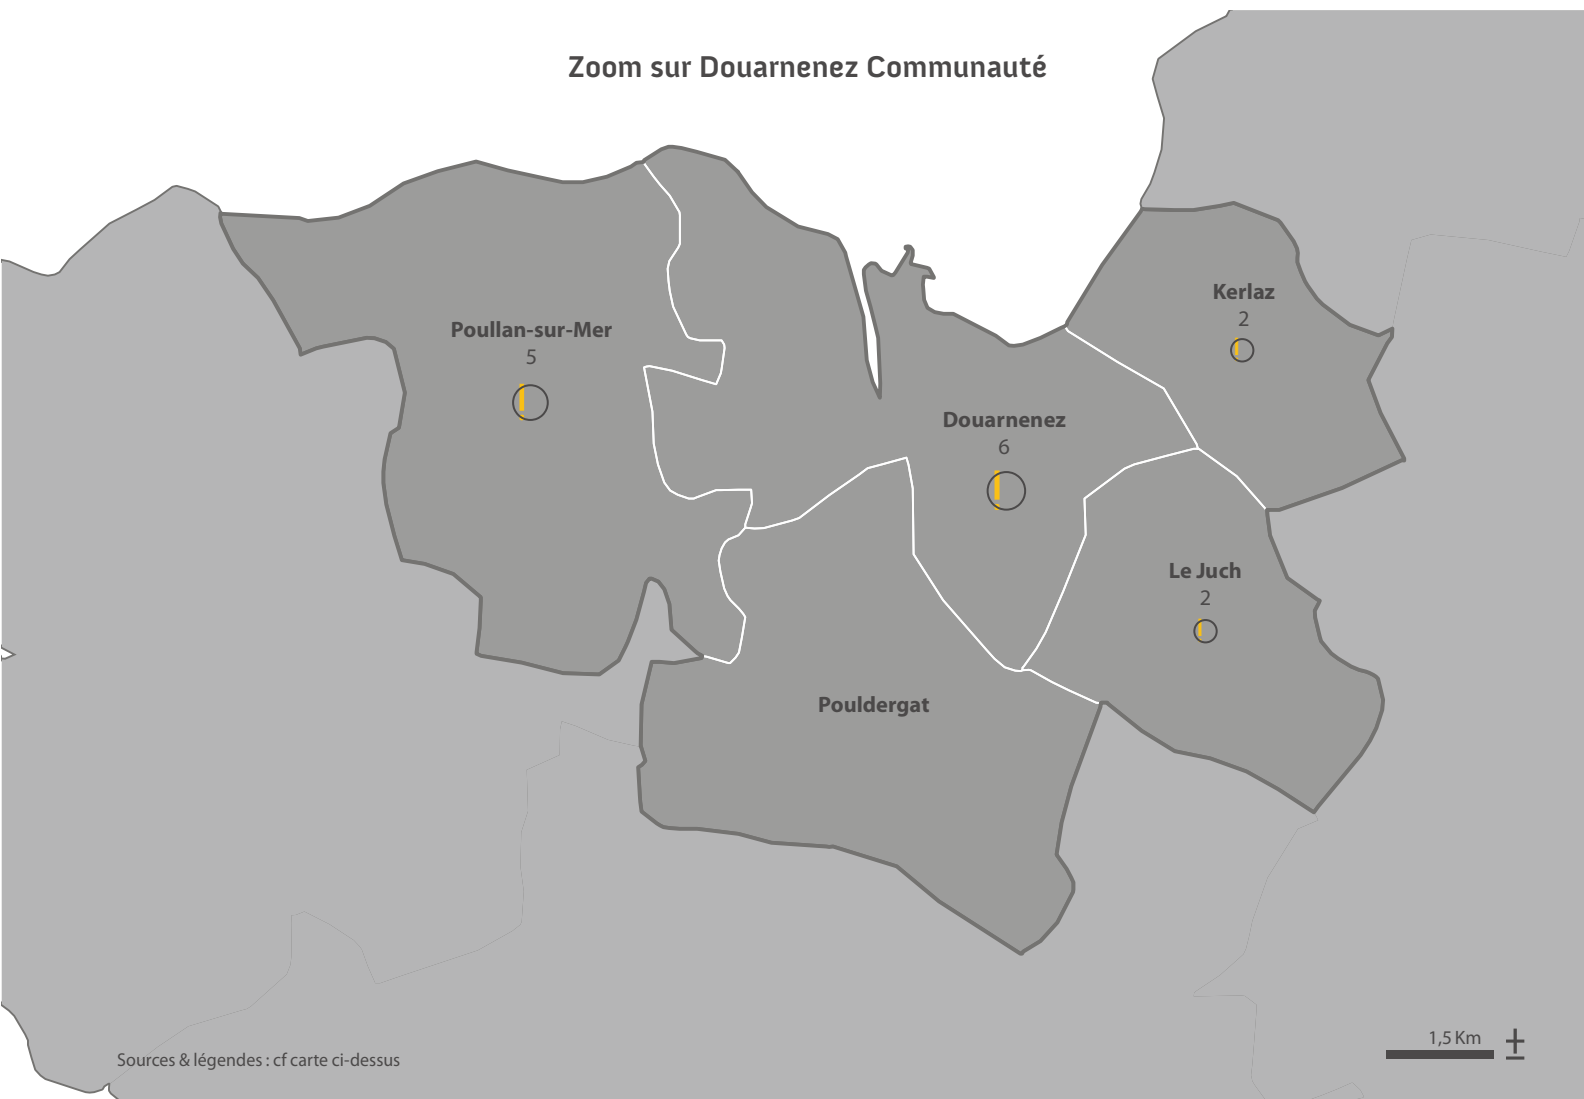 Zoom sur Douarnenez Communauté
Kerlaz
2
Poullan-sur-Mer
5
Douarnenez
6
Le Juch
2
Pouldergat
1,5 Km
Sources & légendes : cf carte ci-dessus